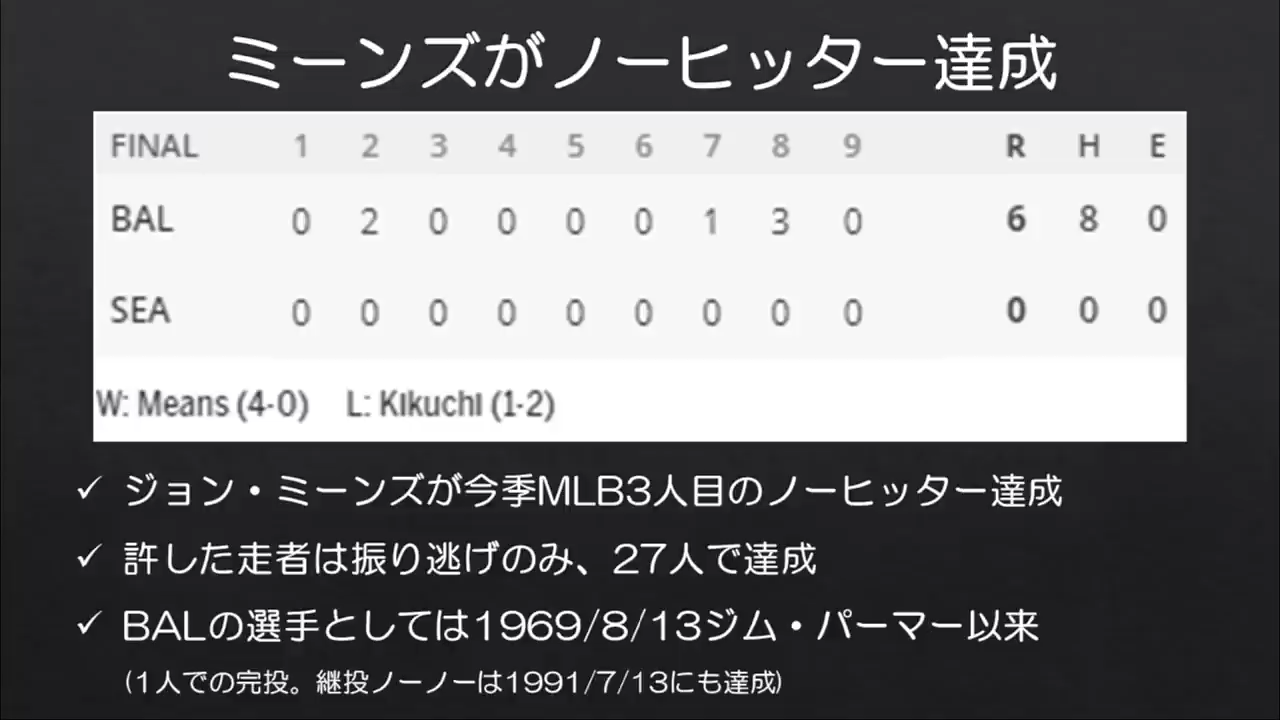 ミーンズがノーヒッター達成
FINAL 1 2 3 4 5 6 7 8 9 R H E
BAL 0 2 0 0 0 0 1 3 0 6 8 0
SEA 0 0 0 0 0 0 0 0 0 0 0 0
W: Means (4-0) L: Kikuchi (1-2)
✓ ジョン・ミーンズが今季MLB3人目のノーヒッター達成
✓ 許した走者は振り逃げのみ、27人で達成
✓ BALの選手としては1969/8/13ジム・パーマー以来
(1人での完投。継投ノーノーは1991/7/13にも達成)